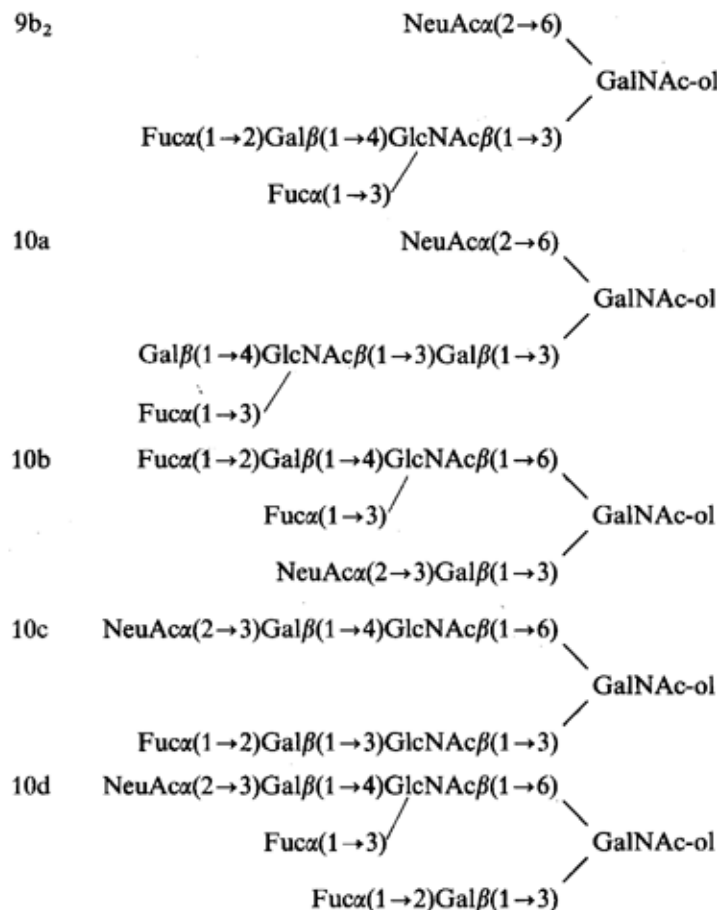 9b₂ NeuAcα(2→6)
GalNAc-ol
Fucα(1→2)Galβ(1→4)GlcNAcβ(1→3)
Fucα(1→3)
10a NeuAcα(2→6)
GalNAc-ol
Galβ(1→4)GlcNAcβ(1→3)Galβ(1→3)
Fucα(1→3)
10b Fucα(1→2)Galβ(1→4)GlcNAcβ(1→6)
Fucα(1→3)
GalNAc-ol
NeuAcα(2→3)Galβ(1→3)
10c NeuAcα(2→3)Galβ(1→4)GlcNAcβ(1→6)
GalNAc-ol
Fucα(1→2)Galβ(1→3)GlcNAcβ(1→3)
10d NeuAcα(2→3)Galβ(1→4)GlcNAcβ(1→6)
Fucα(1→3)
GalNAc-ol
Fucα(1→2)Galβ(1→3)